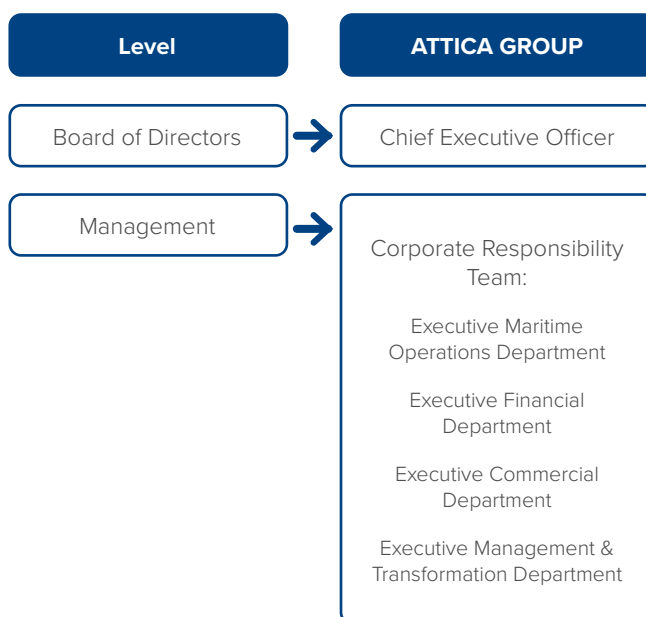 Level
ATTICA GROUP
Board of Directors
Chief Executive Officer
Management
Corporate Responsibility
Team:
Executive Maritime
Operations Department
Executive Financial
Department
Executive Commercial
Department
Executive Management &
Transformation Department